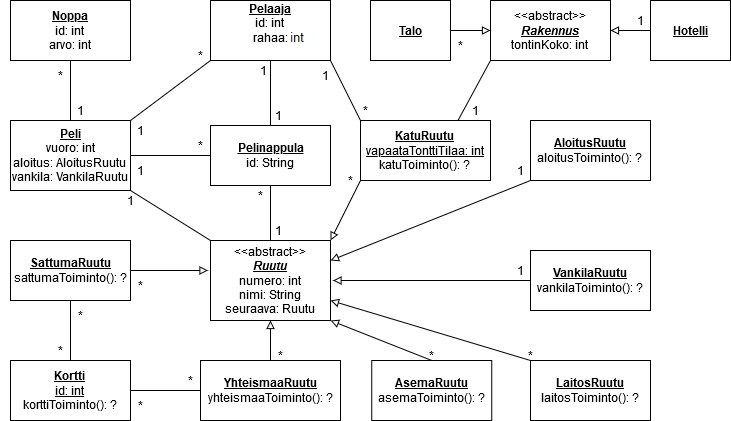 Noppa
id: int
arvo: int
Pelaaja
id: int
rahaa: int
Talo
<<abstract>>
Rakennus
tontinKoko: int
Hotelli
*
1
*
*
1
1
1
*
1
1
*
1
Peli
vuoro: int
aloitus: AloitusRuutu
vankila: VankilaRuutu
1
1
*
Pelinappula
id: String
*
1
KatuRuutu
vapaataTonttiTilaa: int
katuToiminto(): ?
*
AloitusRuutu
aloitusToiminto(): ?
1
SattumaRuutu
sattumaToiminto(): ?
*
*
<<abstract>>
Ruutu
numero: int
nimi: String
seuraava: Ruutu
1
VankilaRuutu
vankilaToiminto(): ?
*
Kortti
id: int
korttiToiminto(): ?
*
*
*
YhteismaaRuutu
yhteismaaToiminto(): ?
*
AsemaRuutu
asemaToiminto(): ?
*
LaitosRuutu
laitosToiminto(): ?